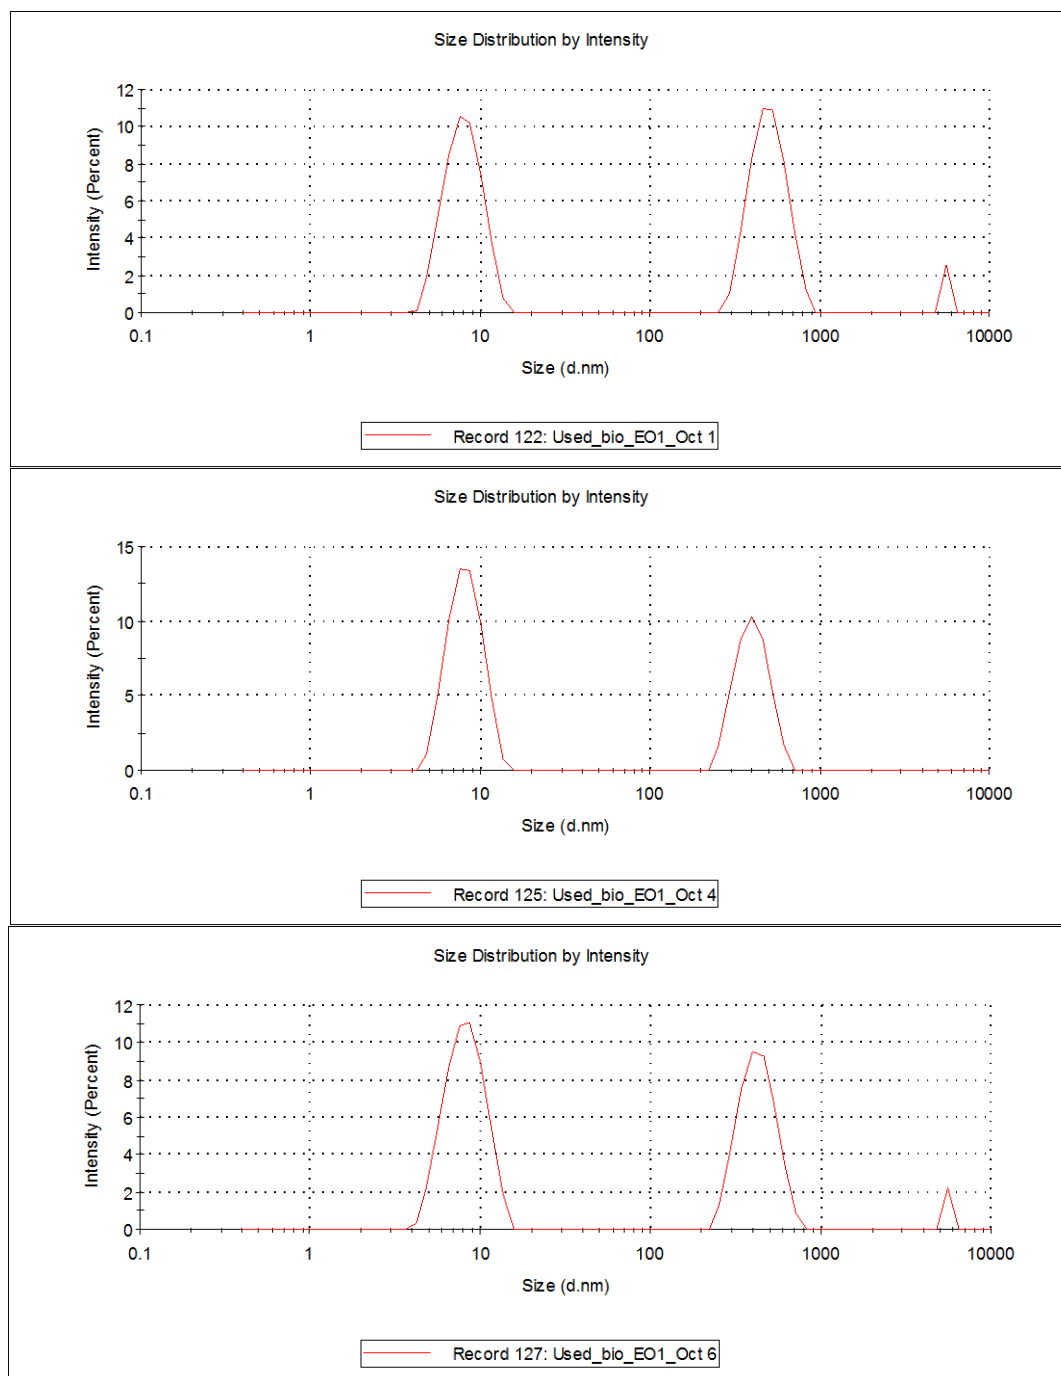 Size Distribution by Intensity
12
10
8
6
4
2
0
Intensity (Percent)
0.1 1 10 100 1000 10000
Size (d.nm)
Record 122: Used_bio_EO1_Oct 1
Size Distribution by Intensity
15
10
5
0
Intensity (Percent)
0.1 1 10 100 1000 10000
Size (d.nm)
Record 125: Used_bio_EO1_Oct 4
Size Distribution by Intensity
12
10
8
6
4
2
0
Intensity (Percent)
0.1 1 10 100 1000 10000
Size (d.nm)
Record 127: Used_bio_EO1_Oct 6